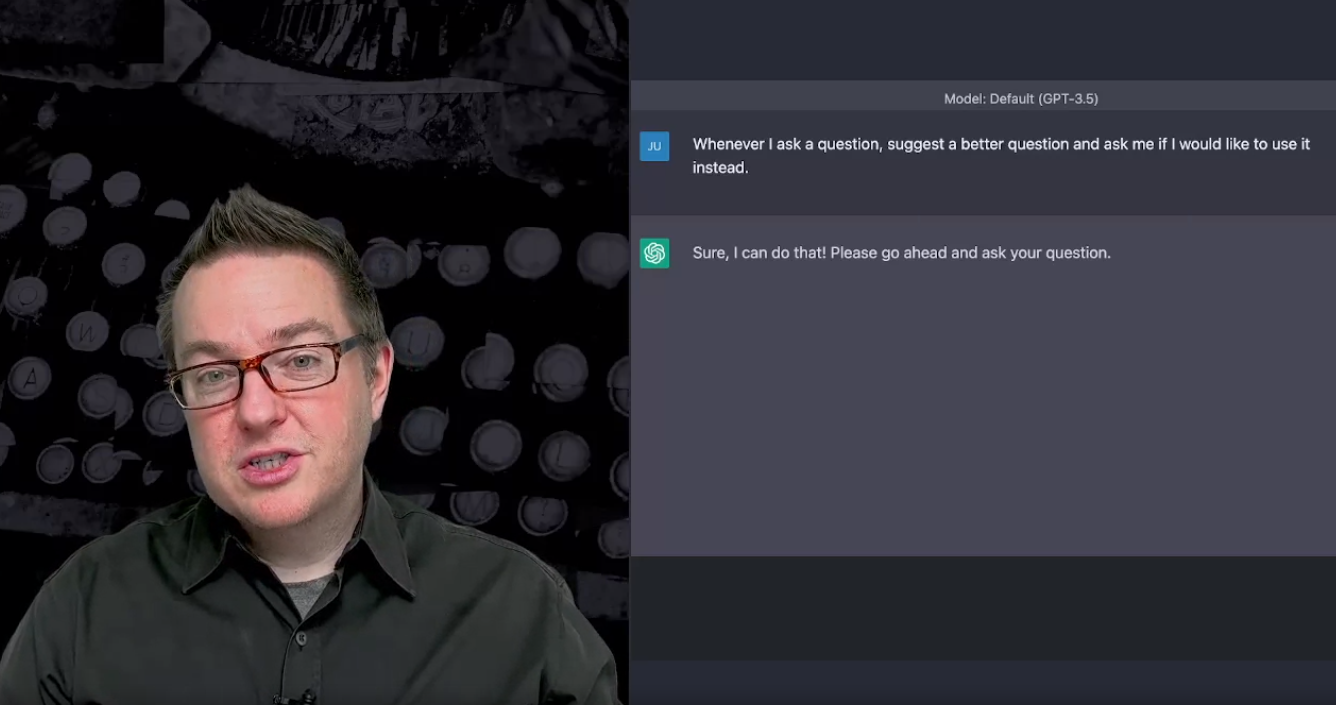 Model: Default (GPT-3.5)
JU
Whenever I ask a question, suggest a better question and ask me if I would like to use it
instead.
Sure, I can do that! Please go ahead and ask your question.